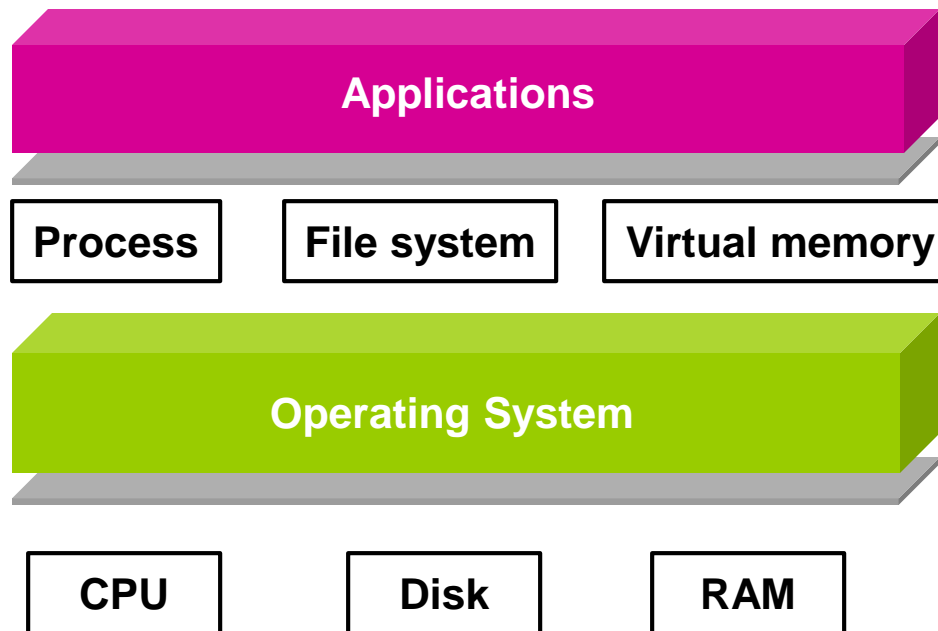 Applications
Process File system Virtual memory
Operating System
CPU Disk RAM